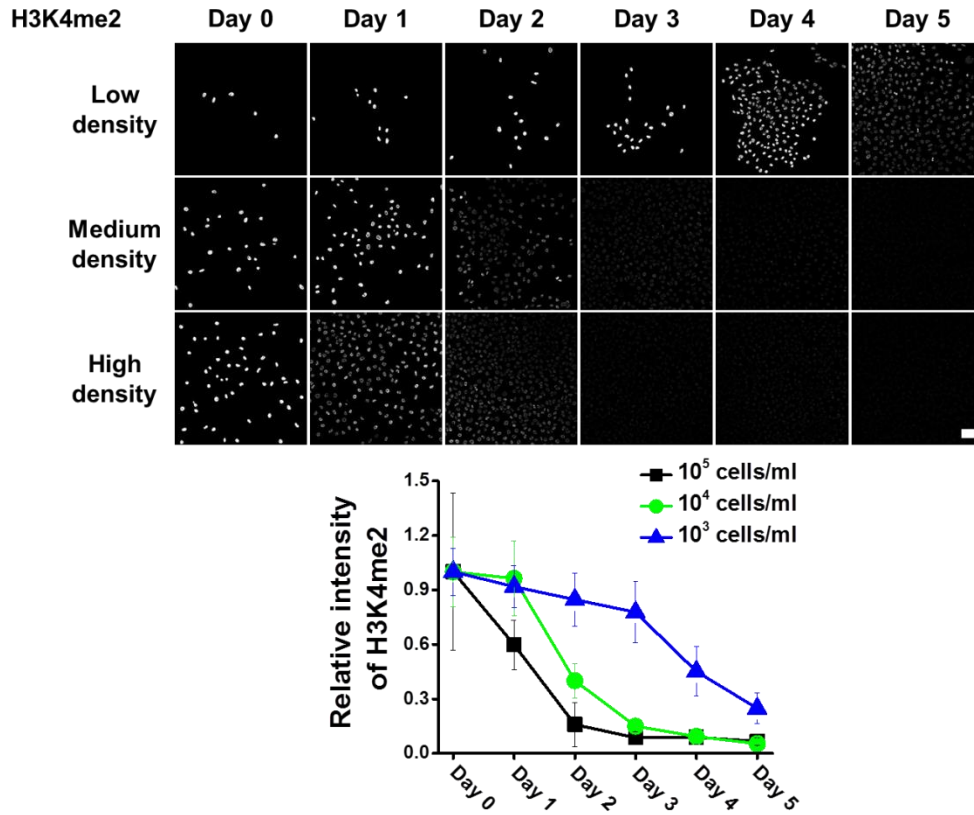 H3K4me2 Day 0 Day 1 Day 2 Day 3 Day 4 Day 5
Low
density
Medium
density
High
density
1.5
1.2
0.9
0.6
0.3
0.0
Relative intensity
of H3K4me2
10⁵ cells/ml
10⁴ cells/ml
10³ cells/ml
Day 0 Day 1 Day 2 Day 3 Day 4 Day 5